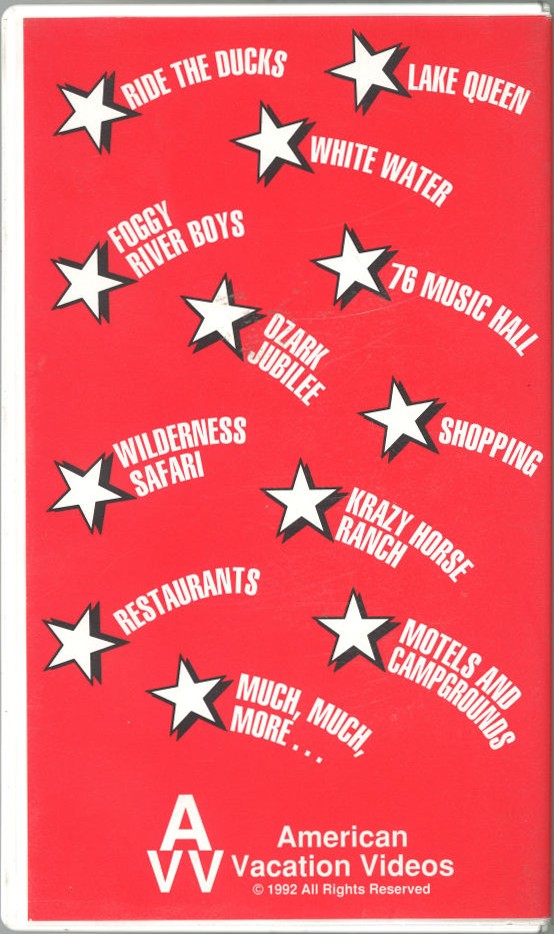 RIDE THE DUCKS
LAKE QUEEN
WHITE WATER
FOGGY
RIVER BOYS
76 MUSIC HALL
OZARK
JUBILEE
SHOPPING
WILDERNESS
SAFARI
KRAZY HORSE
RANCH
RESTAURANTS
MOTELS AND
CAMPGROUNDS
MUCH, MUCH,
MORE . . .
AVV
American
Vacation Videos
© 1992 All Rights Reserved